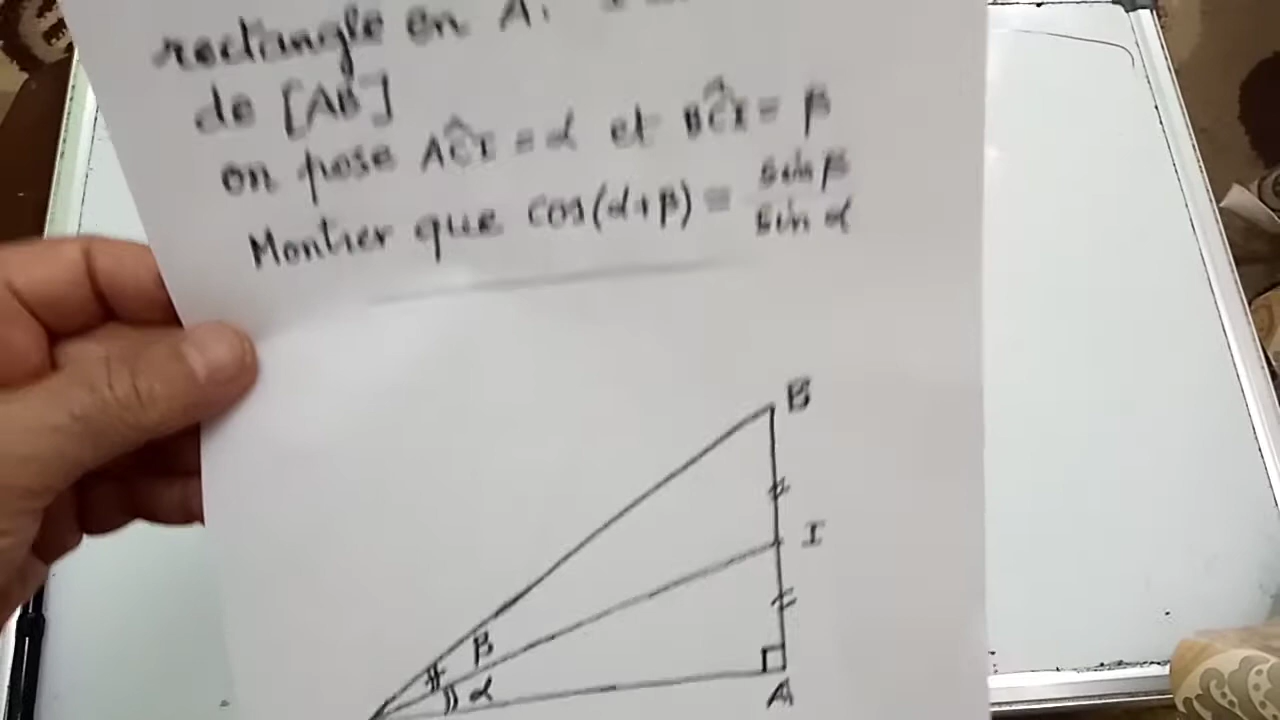 rectangle en A.
de [AB]
on pose AĈI = α et BĈI = β
Montrer que cos(α+β) = sin β / sin α
B
I
β
α
A